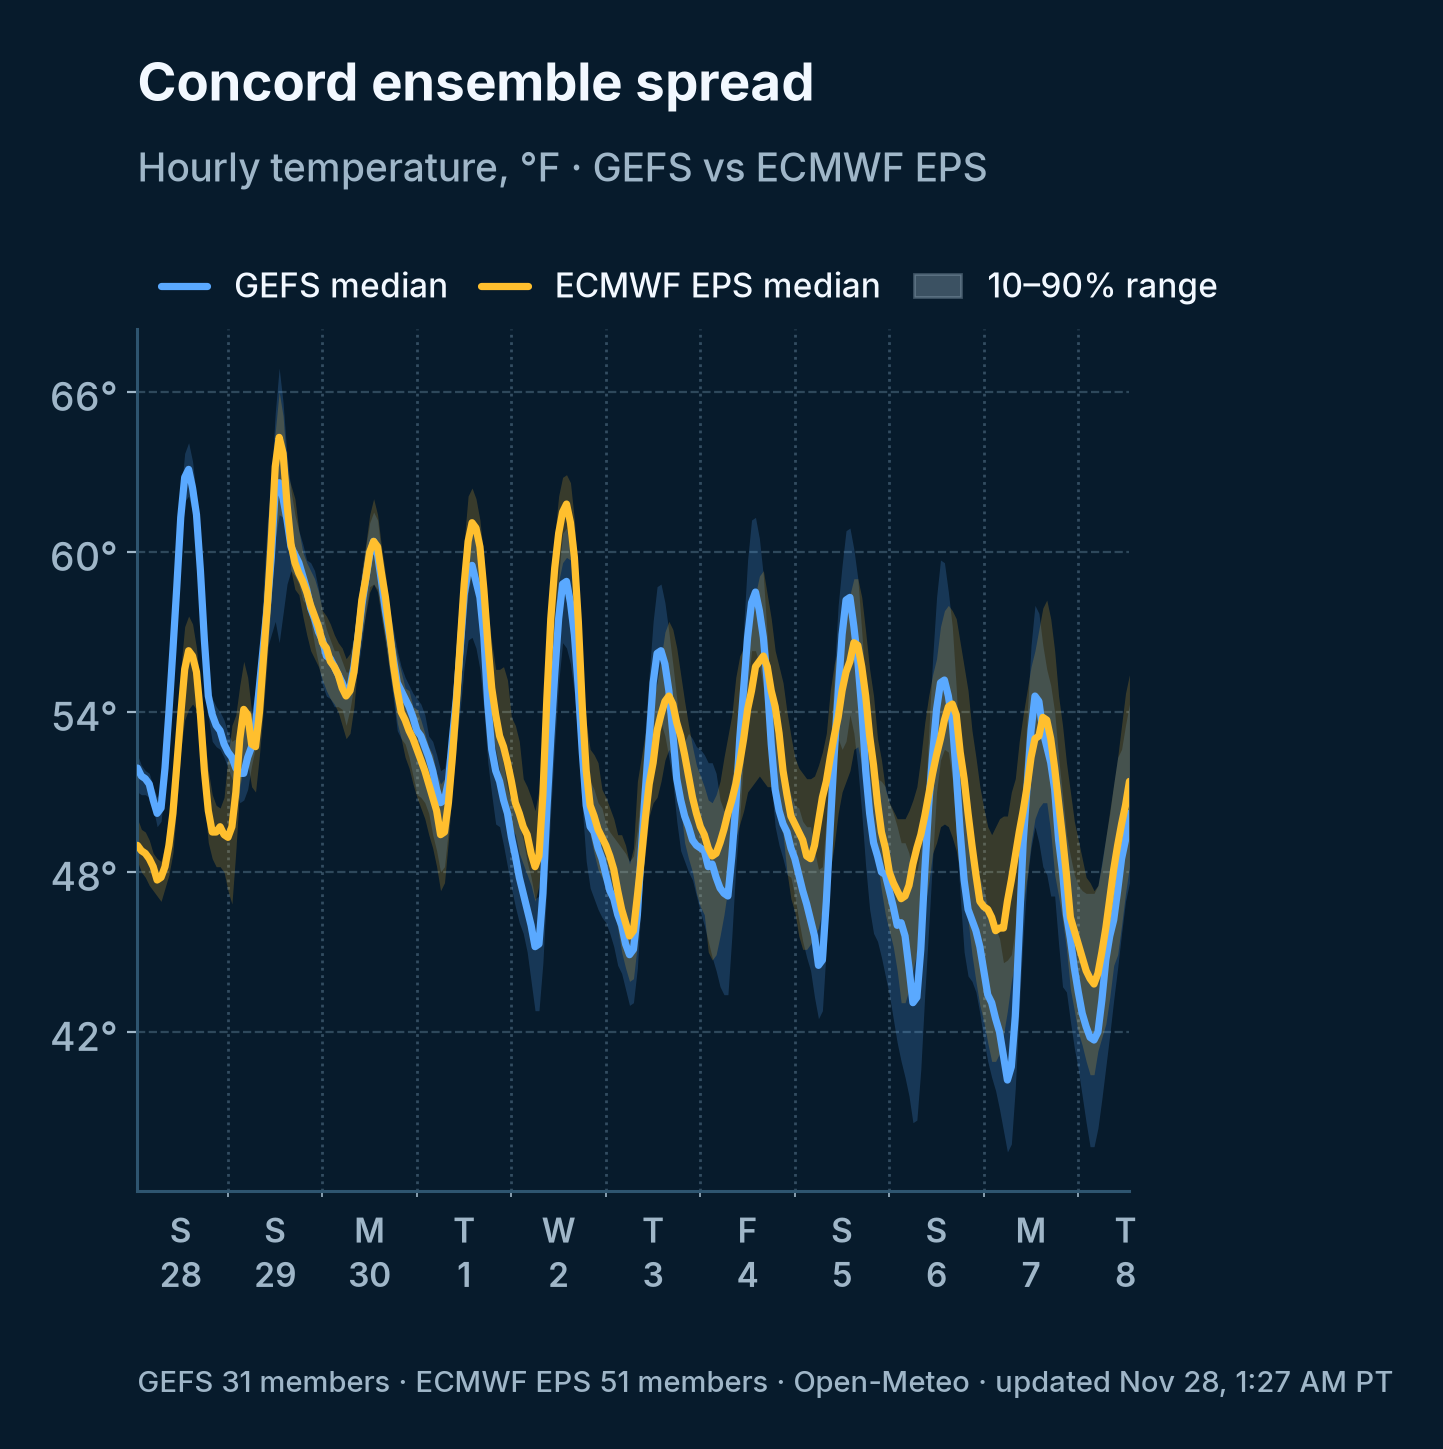 Concord ensemble spread
Hourly temperature, °F · GEFS vs ECMWF EPS
GEFS median ECMWF EPS median 10–90% range
66°
60°
54°
48°
42°
S S M T W T F S S M T
28 29 30 1 2 3 4 5 6 7 8
GEFS 31 members · ECMWF EPS 51 members · Open-Meteo · updated Nov 28, 1:27 AM PT